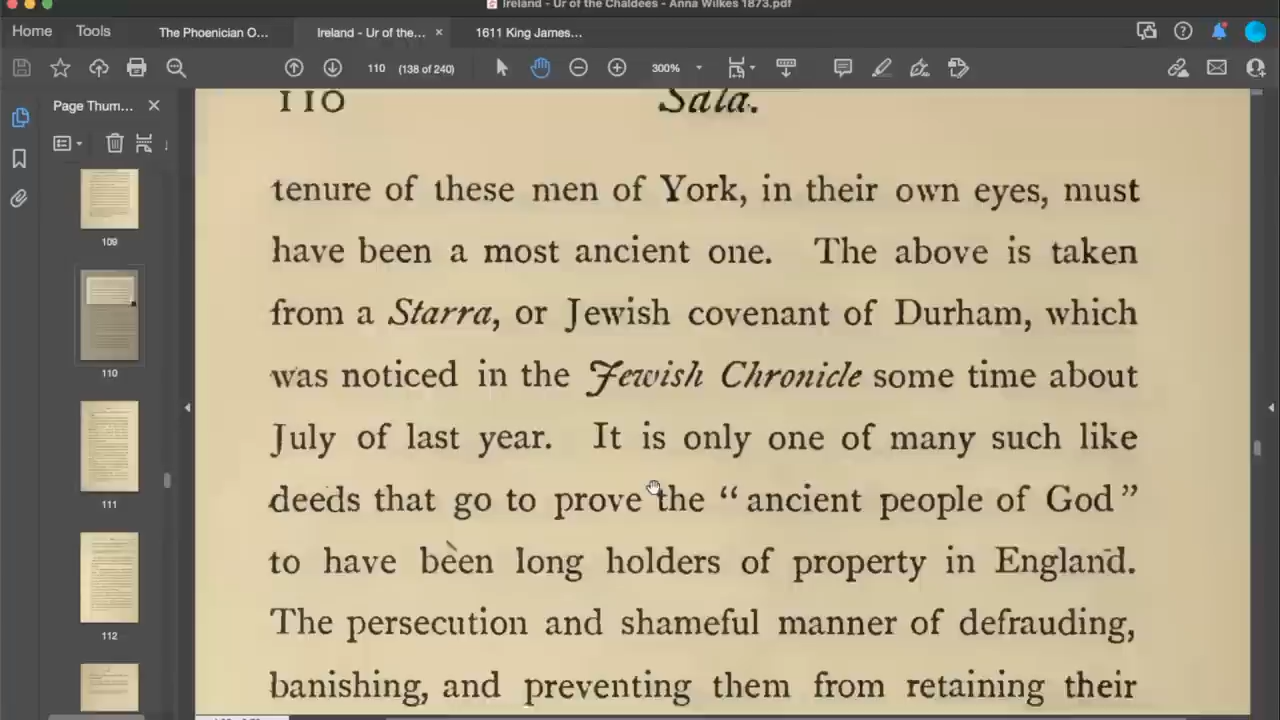 Ireland - Ur of the Chaldees - Anna Wilkes 1873.pdf
Home Tools The Phoenician O... Ireland - Ur of the... × 1611 King James...
110 (138 of 240) 300%
Page Thum... ×
109
110
111
112
110 Sala.
tenure of these men of York, in their own eyes, must
have been a most ancient one. The above is taken
from a Starra, or Jewish covenant of Durham, which
was noticed in the Jewish Chronicle some time about
July of last year. It is only one of many such like
deeds that go to prove the “ancient people of God”
to have been long holders of property in England.
The persecution and shameful manner of defrauding,
banishing, and preventing them from retaining their